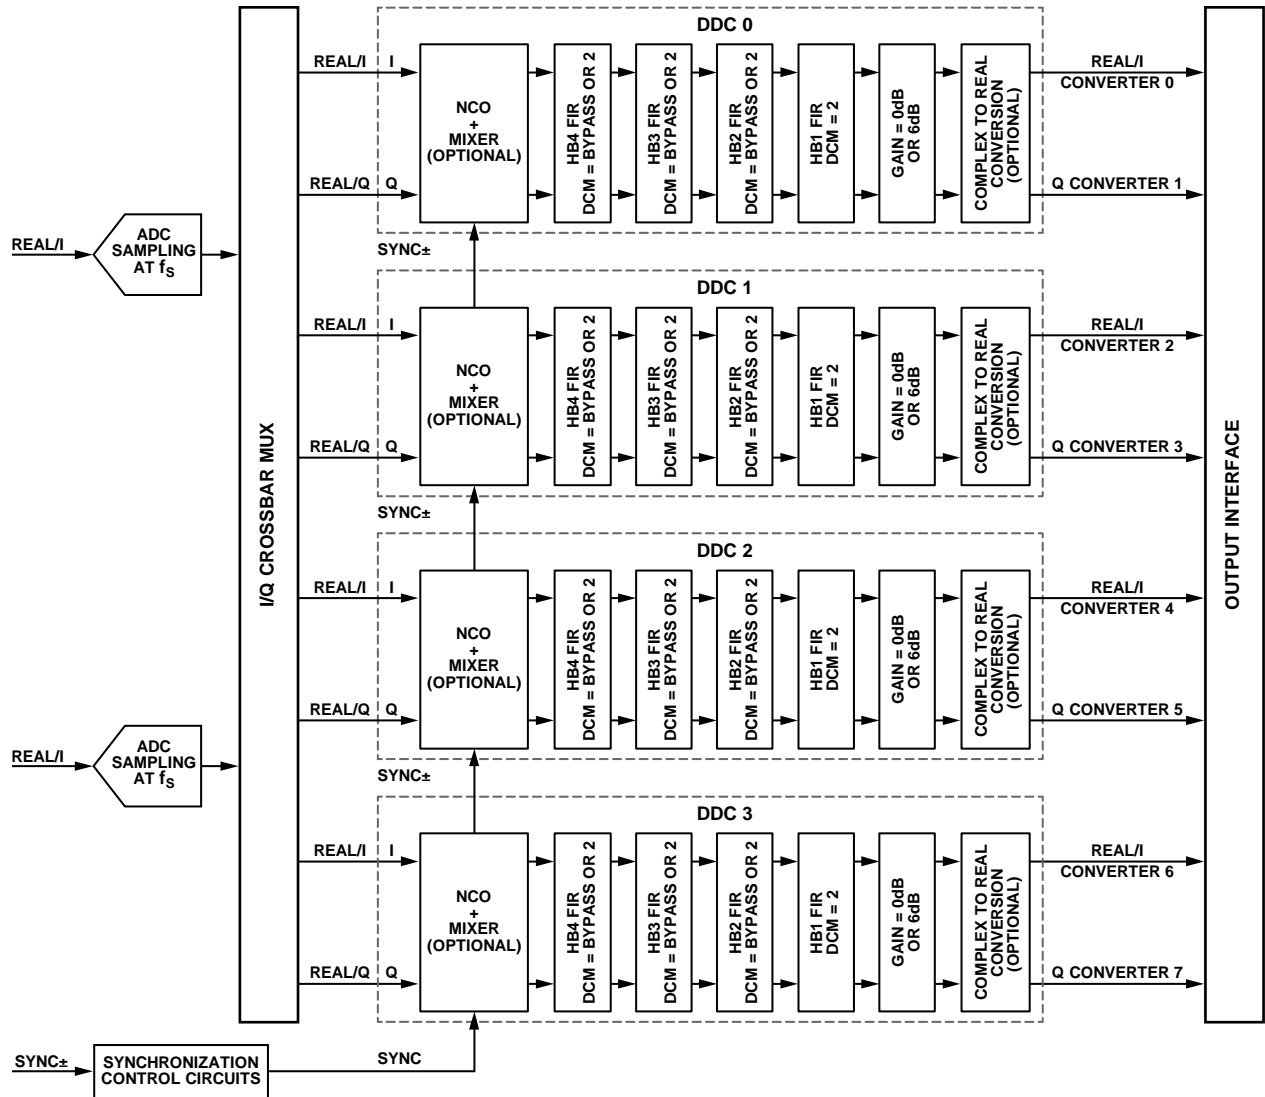 DDC 0
REAL/I I
NCO
+
MIXER
(OPTIONAL)
HB4 FIR
DCM = BYPASS OR 2
HB3 FIR
DCM = BYPASS OR 2
HB2 FIR
DCM = BYPASS OR 2
HB1 FIR
DCM = 2
GAIN = 0dB
OR 6dB
COMPLEX TO REAL
CONVERSION
(OPTIONAL)
REAL/I
CONVERTER 0
REAL/Q Q
Q CONVERTER 1
SYNC±
REAL/I
ADC
SAMPLING
AT fS
I/Q CROSSBAR MUX
OUTPUT INTERFACE
DDC 1
REAL/I I
NCO
+
MIXER
(OPTIONAL)
HB4 FIR
DCM = BYPASS OR 2
HB3 FIR
DCM = BYPASS OR 2
HB2 FIR
DCM = BYPASS OR 2
HB1 FIR
DCM = 2
GAIN = 0dB
OR 6dB
COMPLEX TO REAL
CONVERSION
(OPTIONAL)
REAL/I
CONVERTER 2
REAL/Q Q
Q CONVERTER 3
SYNC±
DDC 2
REAL/I I
NCO
+
MIXER
(OPTIONAL)
HB4 FIR
DCM = BYPASS OR 2
HB3 FIR
DCM = BYPASS OR 2
HB2 FIR
DCM = BYPASS OR 2
HB1 FIR
DCM = 2
GAIN = 0dB
OR 6dB
COMPLEX TO REAL
CONVERSION
(OPTIONAL)
REAL/I
CONVERTER 4
REAL/Q Q
Q CONVERTER 5
REAL/I
ADC
SAMPLING
AT fS
SYNC±
DDC 3
REAL/I I
NCO
+
MIXER
(OPTIONAL)
HB4 FIR
DCM = BYPASS OR 2
HB3 FIR
DCM = BYPASS OR 2
HB2 FIR
DCM = BYPASS OR 2
HB1 FIR
DCM = 2
GAIN = 0dB
OR 6dB
COMPLEX TO REAL
CONVERSION
(OPTIONAL)
REAL/I
CONVERTER 6
REAL/Q Q
Q CONVERTER 7
SYNC±
SYNCHRONIZATION
CONTROL CIRCUITS
SYNC